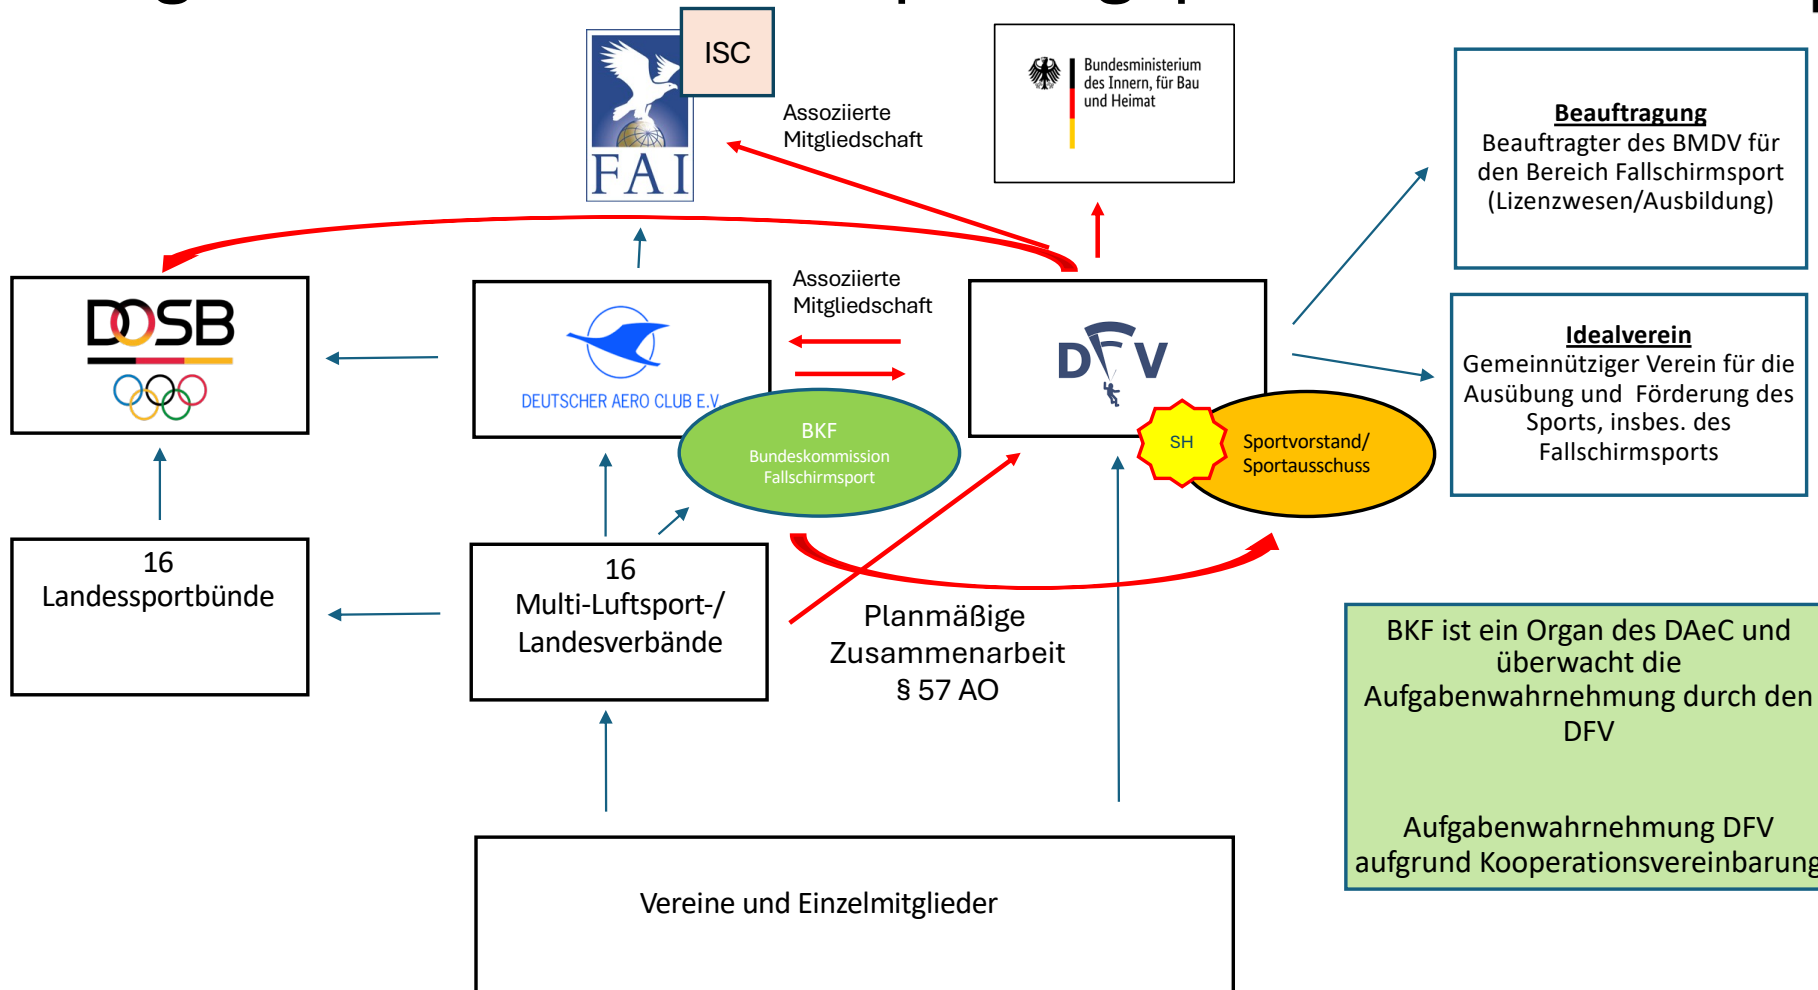 ISC
FAI
Assoziierte
Mitgliedschaft
Bundesministerium
des Innern, für Bau
und Heimat
Beauftragung
Beauftragter des BMDV für
den Bereich Fallschirmsport
(Lizenzwesen/Ausbildung)
DOSB
DEUTSCHER AERO CLUB E.V.
Assoziierte
Mitgliedschaft
DFV
Idealverein
Gemeinnütziger Verein für die
Ausübung und Förderung des
Sports, insbes. des
Fallschirmsports
BKF
Bundeskommission
Fallschirmsport
SH
Sportvorstand/
Sportausschuss
16
Landessportbünde
16
Multi-Luftsport-/
Landesverbände
Planmäßige
Zusammenarbeit
§ 57 AO
BKF ist ein Organ des DAeC und
überwacht die
Aufgabenwahrnehmung durch den
DFV
Aufgabenwahrnehmung DFV
aufgrund Kooperationsvereinbarung
Vereine und Einzelmitglieder